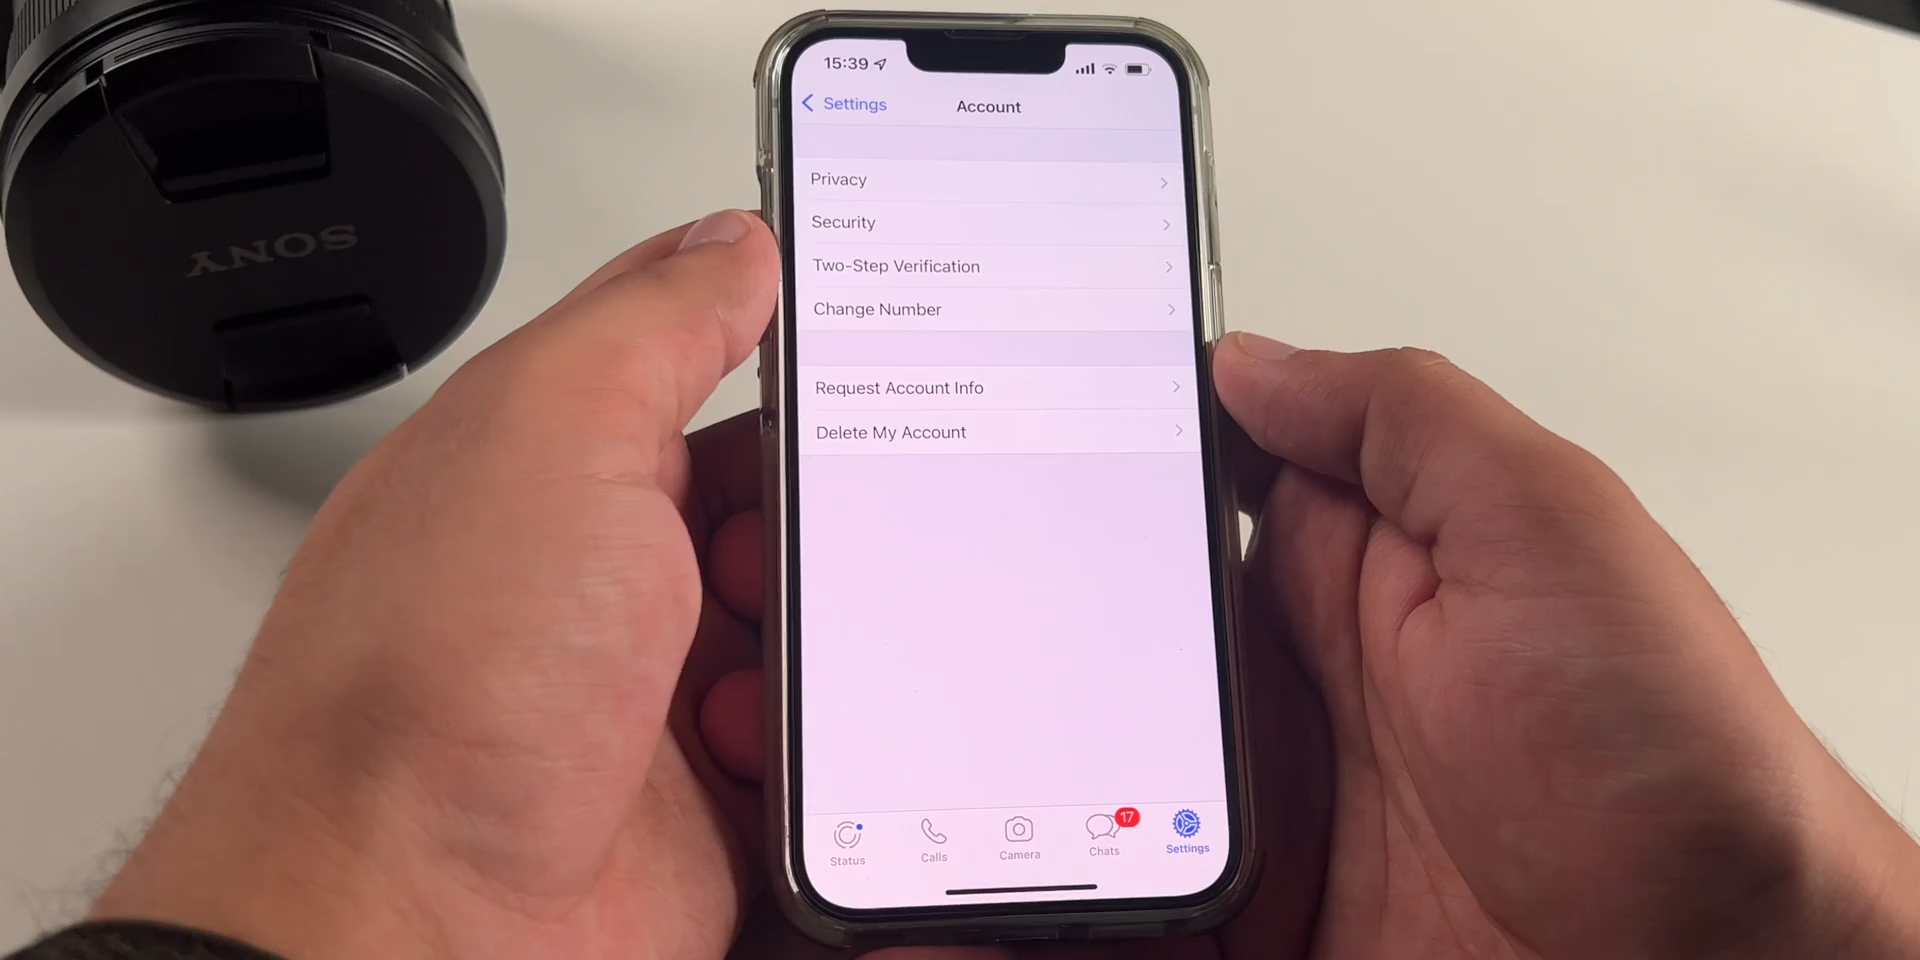 SONY
15:39
Settings
Account
Privacy
Security
Two-Step Verification
Change Number
Request Account Info
Delete My Account
Status
Calls
Camera
Chats
17
Settings